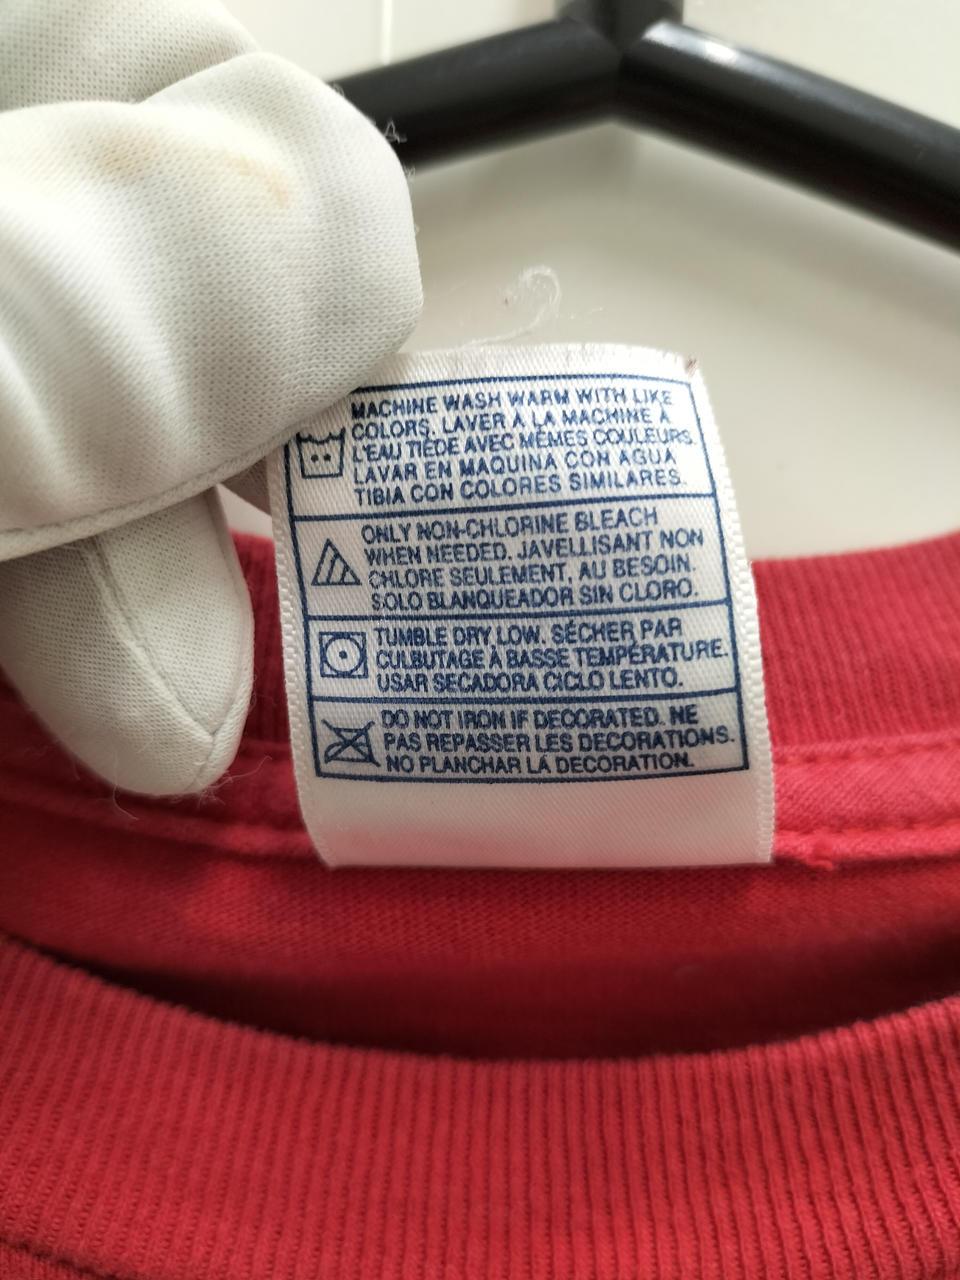 MACHINE WASH WARM WITH LIKE
COLORS. LAVER À LA MACHINE À
L'EAU TIÉDE AVEC MÊMES COULEURS.
LAVAR EN MAQUINA CON AGUA
TIBIA CON COLORES SIMILARES.
ONLY NON-CHLORINE BLEACH
WHEN NEEDED. JAVELLISANT NON
CHLORE SEULEMENT, AU BESOIN.
SOLO BLANQUEADOR SIN CLORO.
TUMBLE DRY LOW. SÉCHER PAR
CULBUTAGE À BASSE TEMPÉRATURE.
USAR SECADORA CICLO LENTO.
DO NOT IRON IF DECORATED. NE
PAS REPASSER LES DECORATIONS.
NO PLANCHAR LA DECORATION.